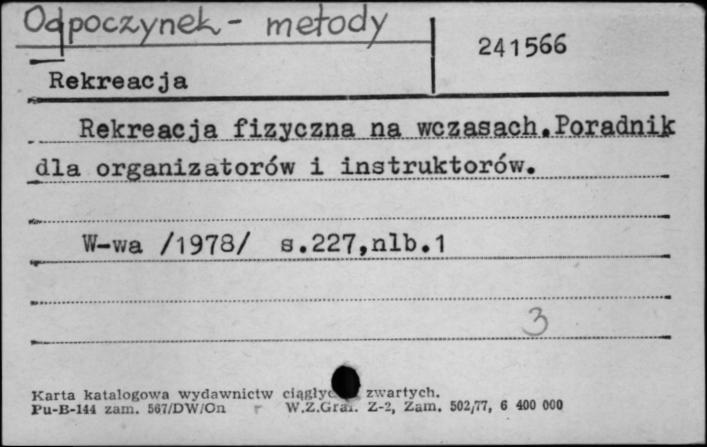 Odpoczynek - metody
241566
Rekreacja
Rekreacja fizyczna na wczasach.Poradnik
dla organizatorów i instruktorów.
W-wa /1978/ s.227,nlb.1
3
Karta katalogowa wydawnictw zwartych.
Pu-B-144 zam. 567/DW/On W.Z.Graf. Z-2, Zam. 502/77, 6 400 000